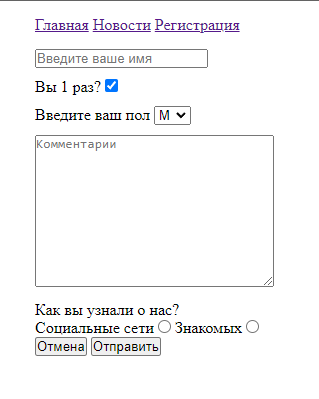 Главная Новости Регистрация
Введите ваше имя
Вы 1 раз?
Введите ваш пол М
Комментарии
Как вы узнали о нас?
Социальные сети Знакомых
Отмена Отправить